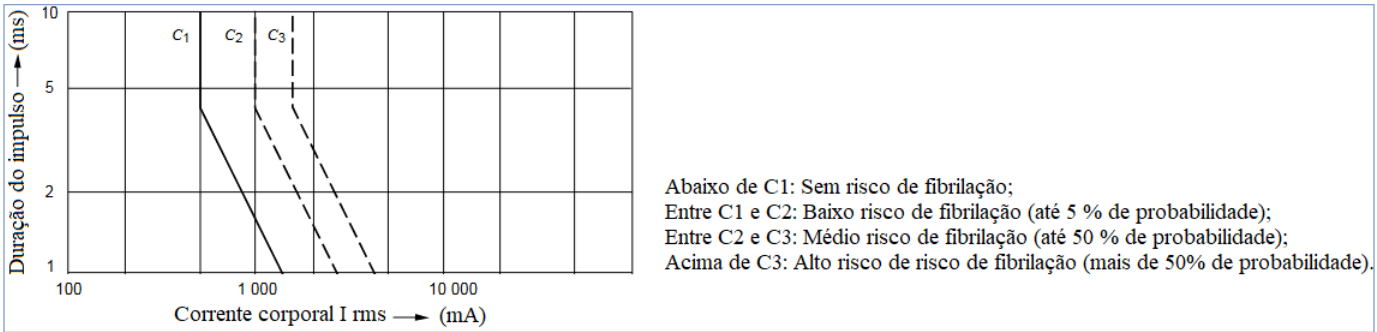 Duração do impulso → (ms)
10
5
2
1
C1
C2
C3
100
1 000
10 000
Corrente corporal I rms → (mA)
Abaixo de C1: Sem risco de fibrilação;
Entre C1 e C2: Baixo risco de fibrilação (até 5 % de probabilidade);
Entre C2 e C3: Médio risco de fibrilação (até 50 % de probabilidade);
Acima de C3: Alto risco de risco de fibrilação (mais de 50% de probabilidade).